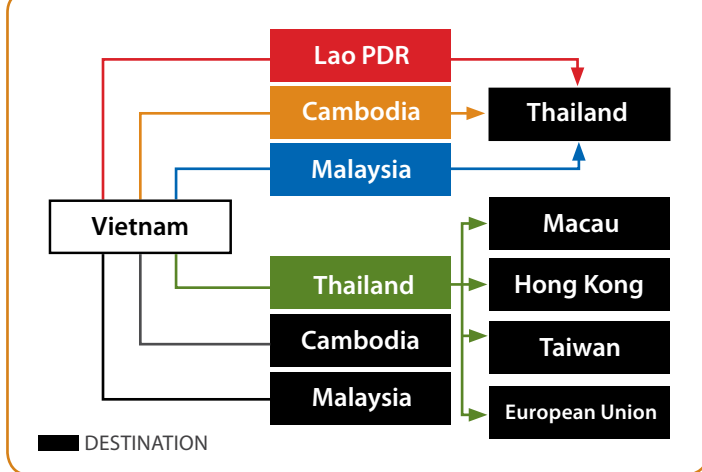 Lao PDR
Cambodia
Thailand
Malaysia
Vietnam
Macau
Thailand
Hong Kong
Cambodia
Taiwan
Malaysia
European Union
DESTINATION